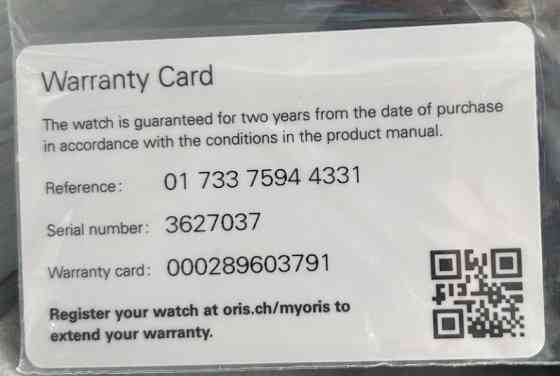 Warranty Card
The watch is guaranteed for two years from the date of purchase
in accordance with the conditions in the product manual.
Reference: 01 733 7594 4331
Serial number: 3627037
Warranty card: 000289603791
Register your watch at oris.ch/myoris to
extend your warranty.